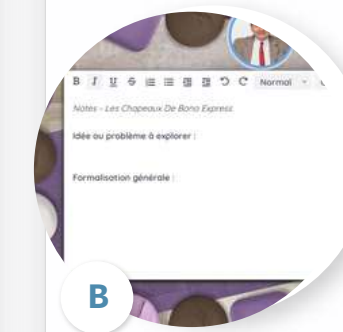 B I U S Normal
Notes - Les Chapeaux De Bono Express
Idée ou problème à explorer :
Formalisation générale :
B